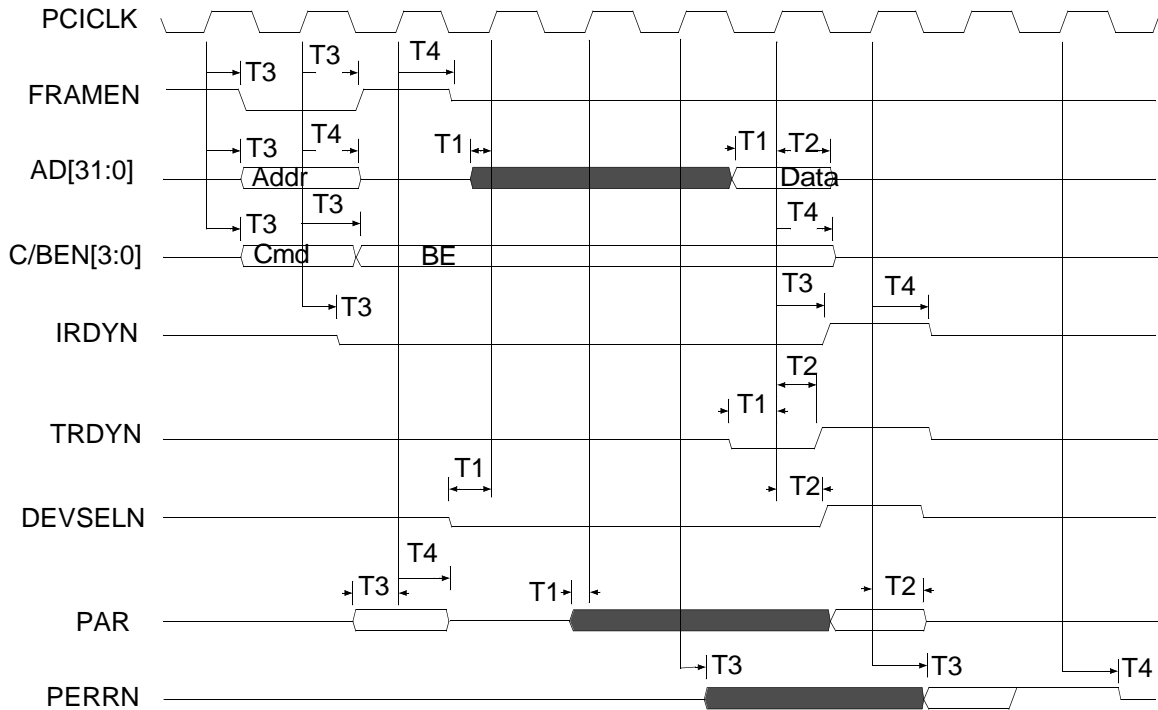 PCICLK
T3 T3 T4
FRAMEN
T3 T4 T1 T1 T2
AD[31:0] Addr Data
T3 T3 T4
C/BEN[3:0] Cmd BE
T3 T3 T4
IRDYN
T2
T1
TRDYN
T1 T2
DEVSELN
T4
T3 T1 T2
PAR
T3 T3 T4
PERRN